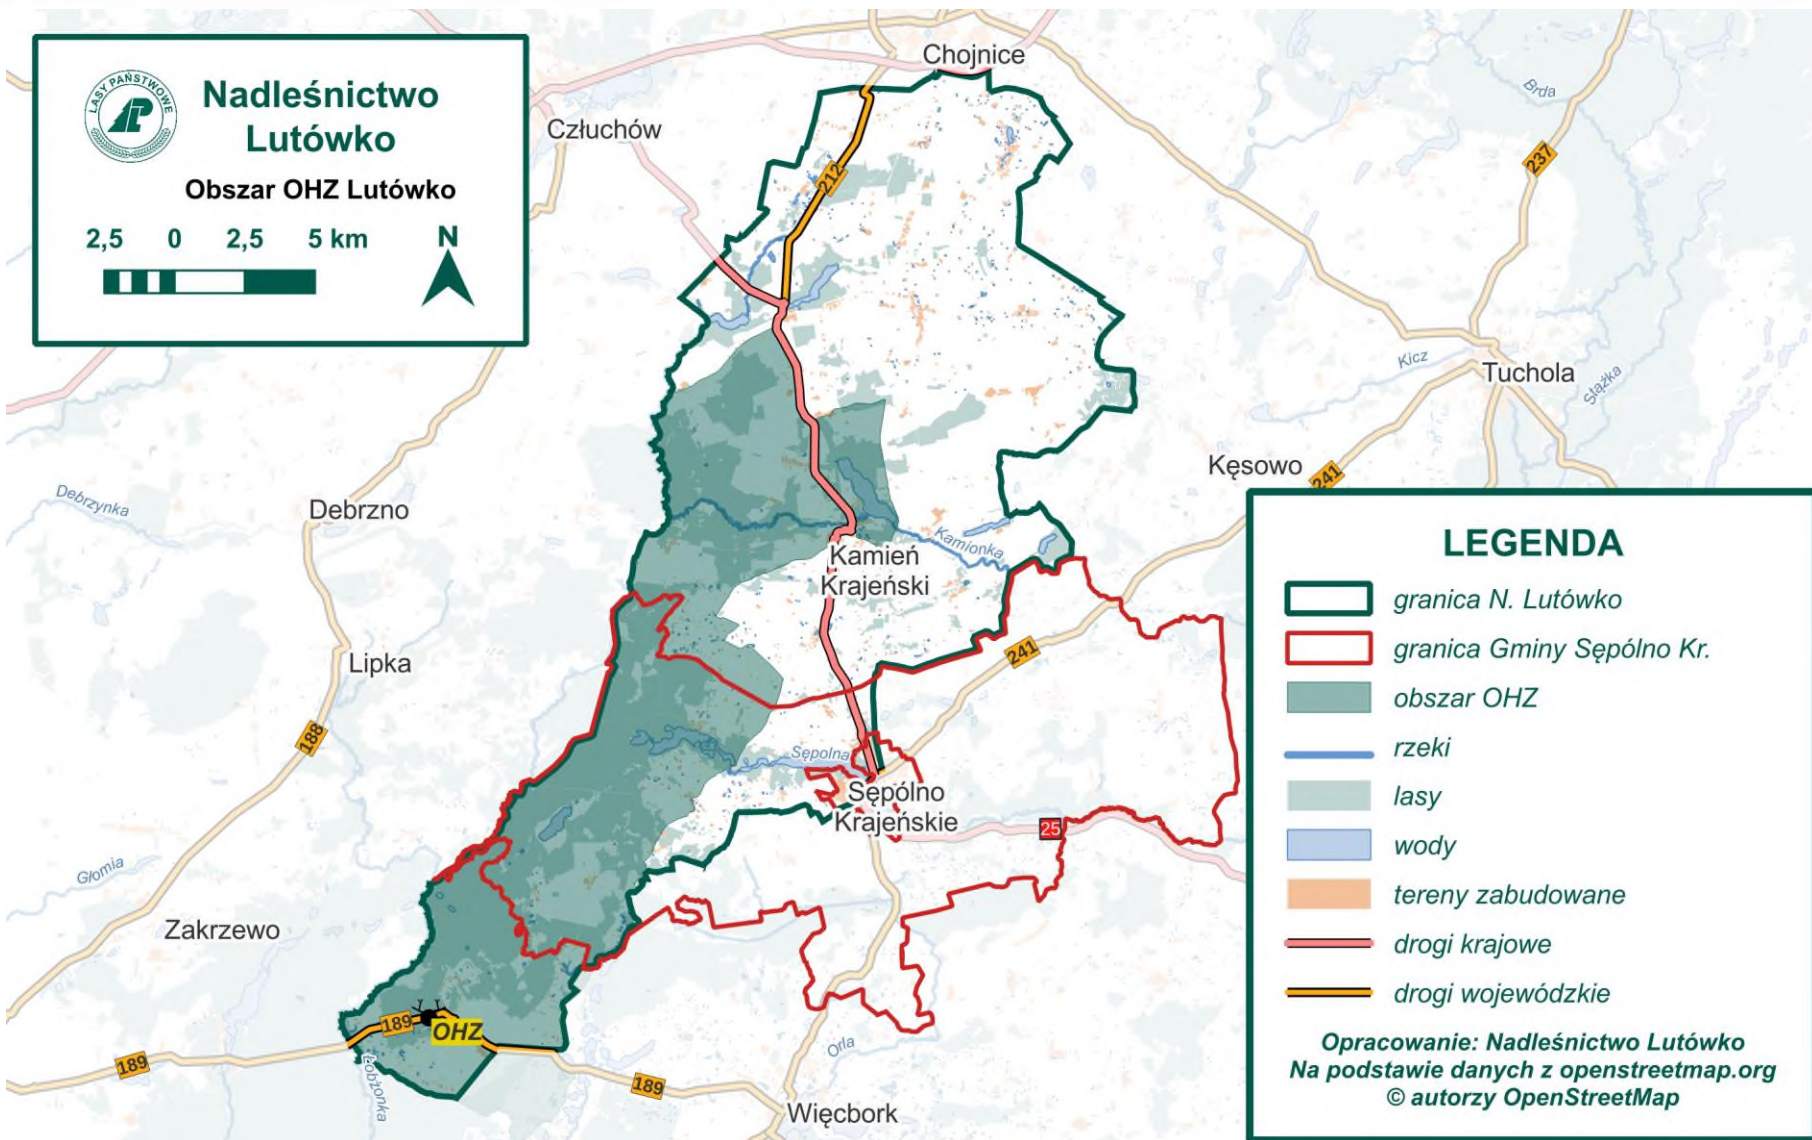 LASY PAŃSTWOWE
Nadleśnictwo
Lutówko
Obszar OHZ Lutówko
2,5 0 2,5 5 km
N
Chojnice
Człuchów
Brda
237
212
Kicz
Tuchola
Stążka
Kęsowo
241
Debrzynka
Debrzno
Kamionka
Kamień
Krajeński
Lipka
241
188
Sępolna
Sępólno
Krajeńskie
25
Głomia
Zakrzewo
189
OHZ
189
Łobżonka
Orla
189
Więcbork
LEGENDA
granica N. Lutówko
granica Gminy Sępólno Kr.
obszar OHZ
rzeki
lasy
wody
tereny zabudowane
drogi krajowe
drogi wojewódzkie
Opracowanie: Nadleśnictwo Lutówko
Na podstawie danych z openstreetmap.org
© autorzy OpenStreetMap